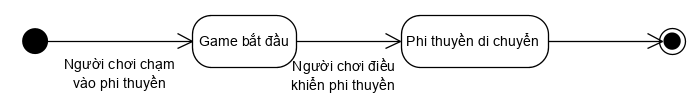 Game bắt đầu
Phi thuyền di chuyển
Người chơi chạm
vào phi thuyền
Người chơi điều
khiển phi thuyền